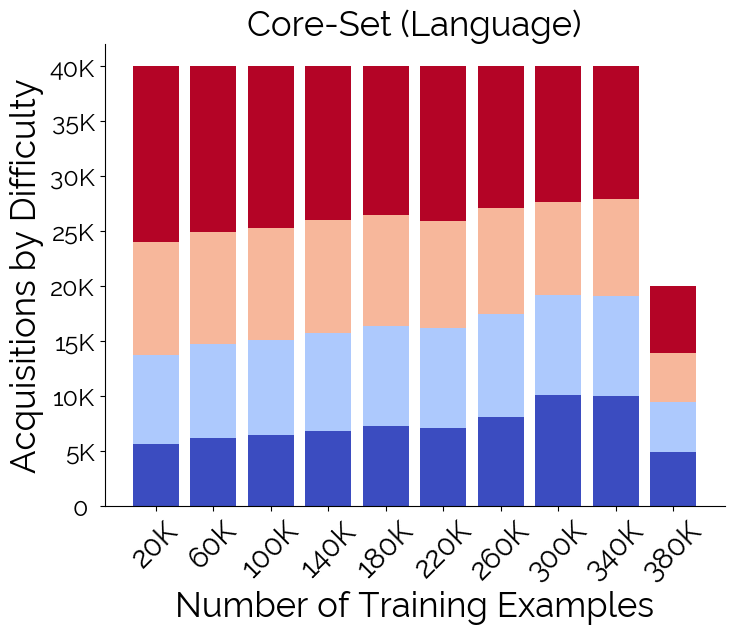 Core-Set (Language)
Acquisitions by Difficulty
40K
35K
30K
25K
20K
15K
10K
5K
0
20K
60K
100K
140K
180K
220K
260K
300K
340K
380K
Number of Training Examples